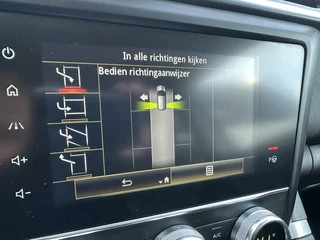 In alle richtingen kijken
Bedien richtingaanwijzer
A/C